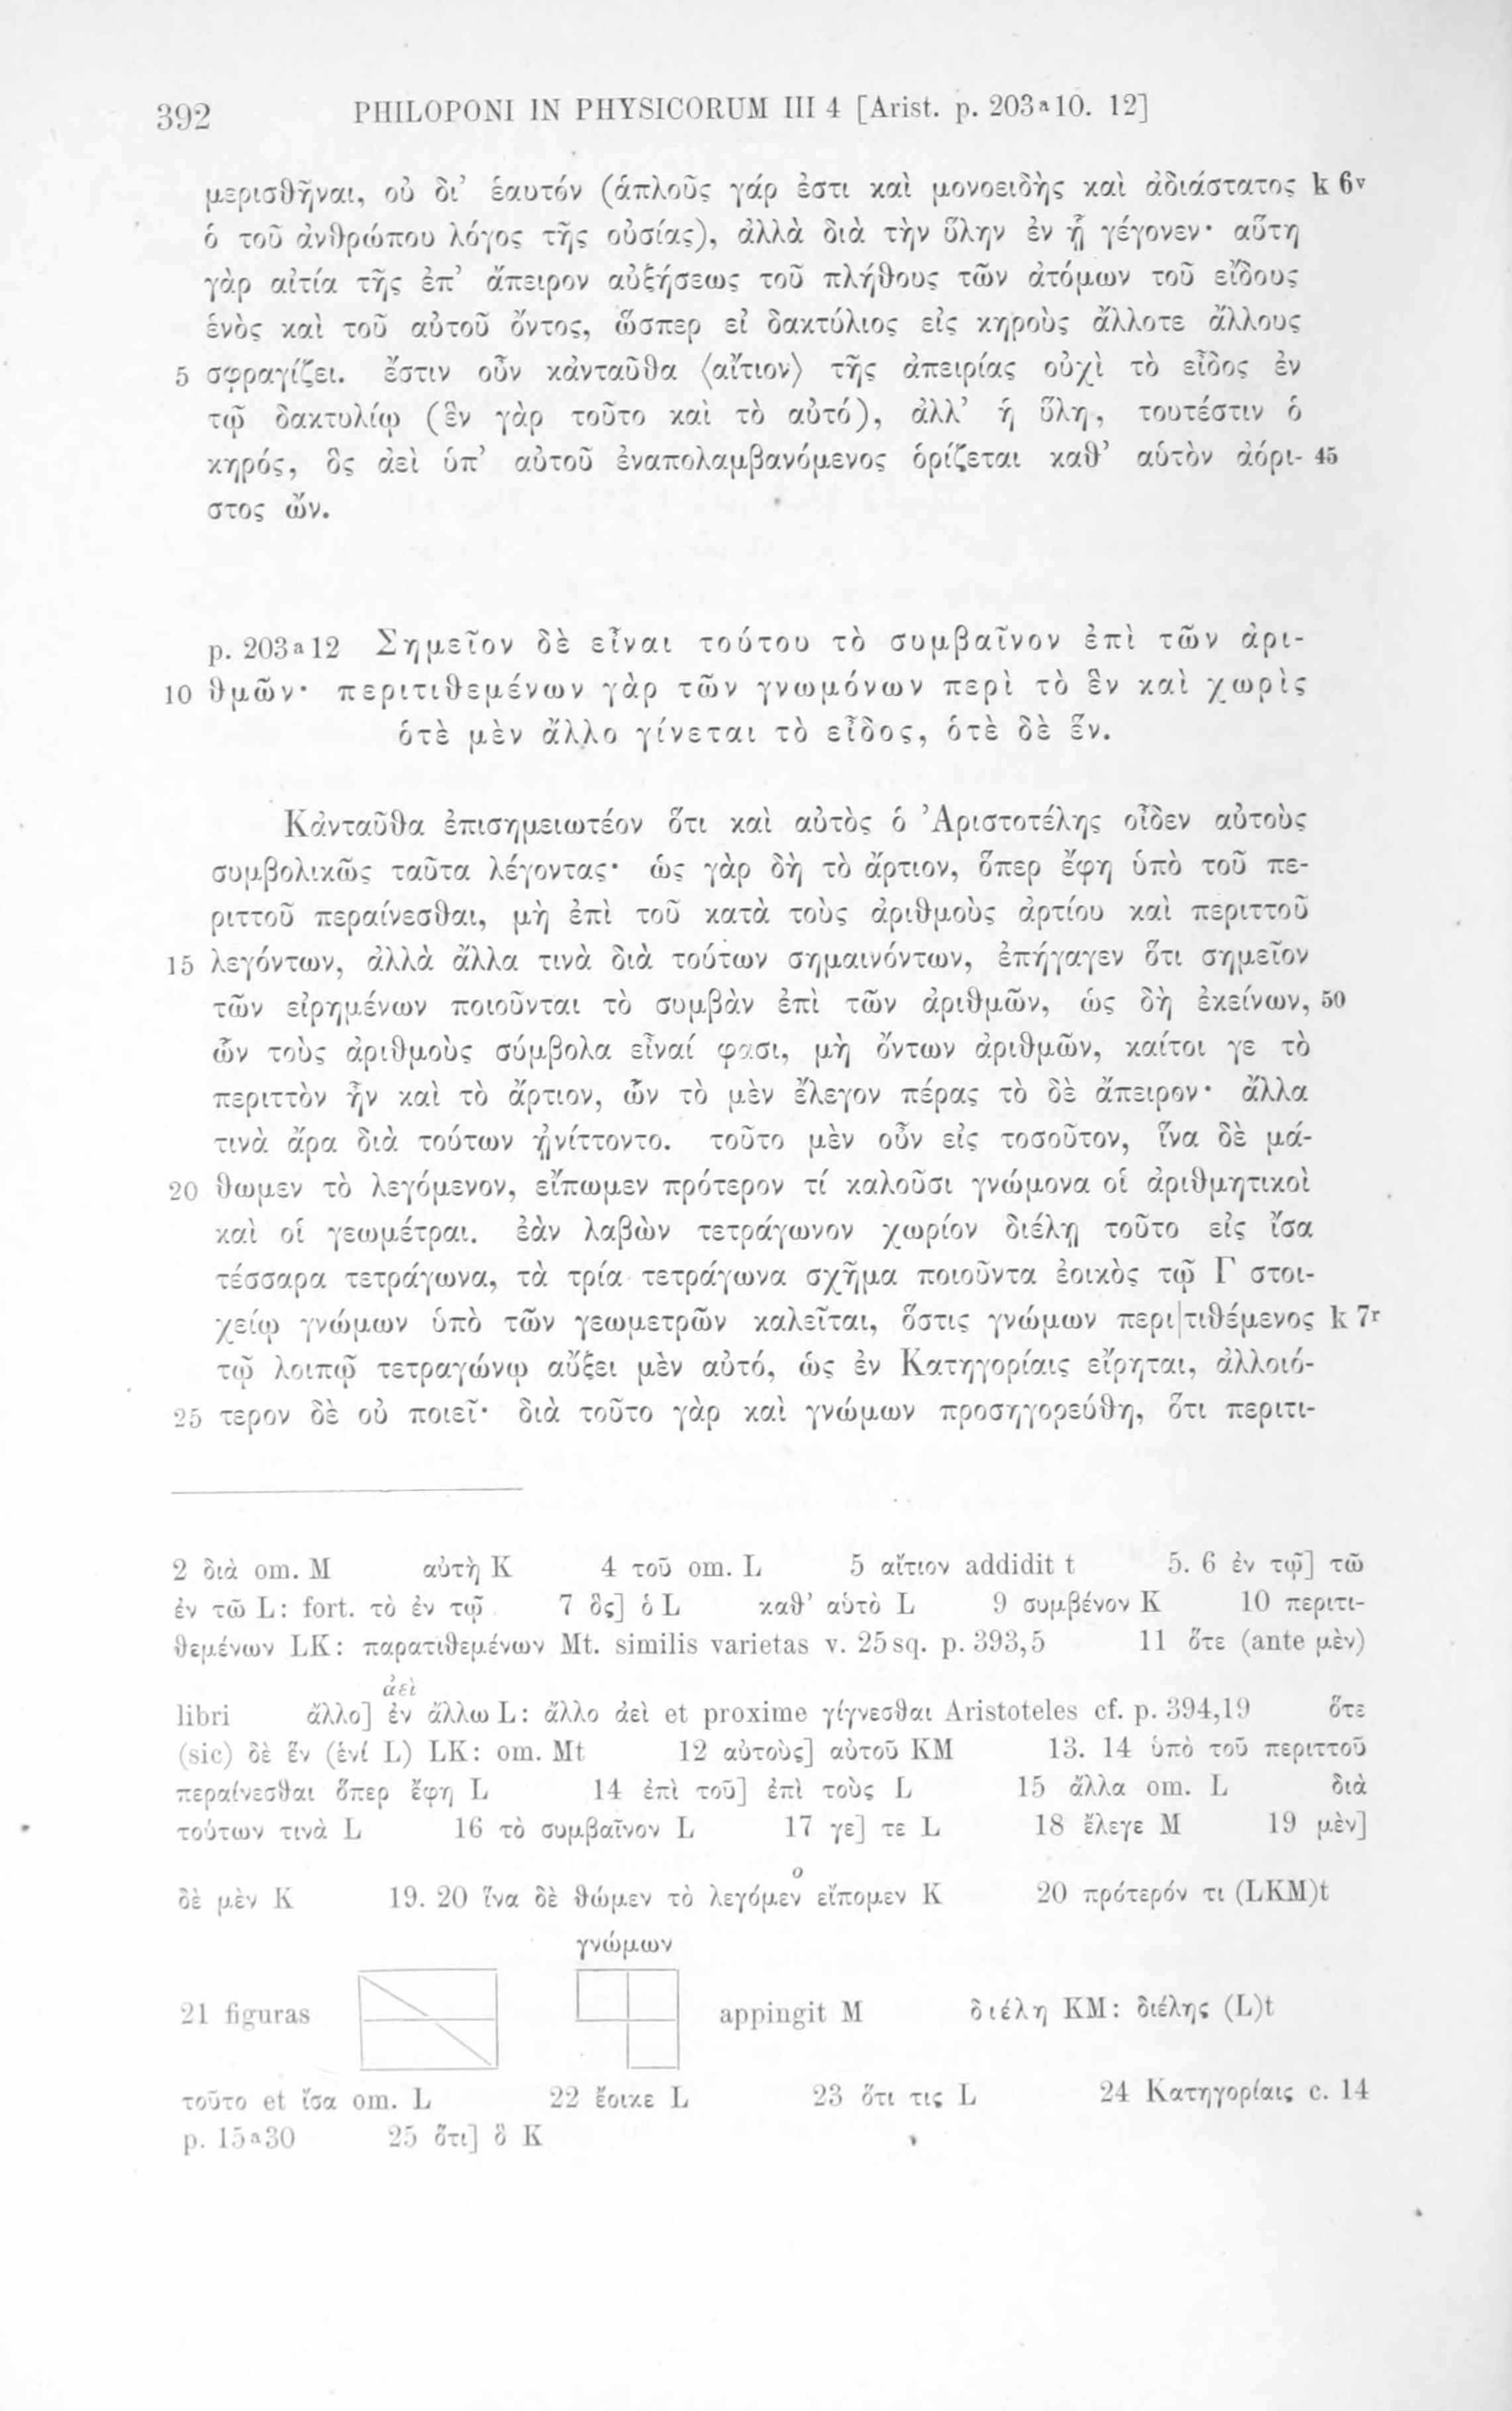 392 PHILOPONI IN PHYSICORUM III 4 [Arist. p. 203ᵃ10. 12]
μερισθῆναι, οὐ δι’ ἑαυτόν (ἁπλοῦς γάρ ἐστι καὶ μονοειδὴς καὶ ἀδιάστατος k 6ᵛ
ὁ τοῦ ἀνθρώπου λόγος τῆς οὐσίας), ἀλλὰ διὰ τὴν ὕλην ἐν ᾗ γέγονεν· αὕτη
γὰρ αἰτία τῆς ἐπ’ ἄπειρον αὐξήσεως τοῦ πλήθους τῶν ἀτόμων τοῦ εἴδους
ἑνὸς καὶ τοῦ αὐτοῦ ὄντος, ὥσπερ εἰ δακτύλιος εἰς κηροὺς ἄλλοτε ἄλλους
5 σφραγίζει. ἔστιν οὖν κἀνταῦθα ⟨αἴτιον⟩ τῆς ἀπειρίας οὐχὶ τὸ εἶδος ἐν
τῷ δακτυλίῳ (ἓν γὰρ τοῦτο καὶ τὸ αὐτό), ἀλλ’ ἡ ὕλη, τουτέστιν ὁ
κηρός, ὃς ἀεὶ ὑπ’ αὐτοῦ ἐναπολαμβανόμενος ὁρίζεται καθ’ αὑτὸν ἀόρι- 45
στος ὤν.
p. 203ᵃ12 Σημεῖον δὲ εἶναι τούτου τὸ συμβαῖνον ἐπὶ τῶν ἀρι-
10 θμῶν· περιτιθεμένων γὰρ τῶν γνωμόνων περὶ τὸ ἓν καὶ χωρὶς
ὁτὲ μὲν ἄλλο γίνεται τὸ εἶδος, ὁτὲ δὲ ἕν.
Κἀνταῦθα ἐπισημειωτέον ὅτι καὶ αὐτὸς ὁ Ἀριστοτέλης οἶδεν αὐτοὺς
συμβολικῶς ταῦτα λέγοντας· ὡς γὰρ δὴ τὸ ἄρτιον, ὅπερ ἔφη ὑπὸ τοῦ πε-
ριττοῦ περαίνεσθαι, μὴ ἐπὶ τοῦ κατὰ τοὺς ἀριθμοὺς ἀρτίου καὶ περιττοῦ
15 λεγόντων, ἀλλὰ ἄλλα τινὰ διὰ τούτων σημαινόντων, ἐπήγαγεν ὅτι σημεῖον
τῶν εἰρημένων ποιοῦνται τὸ συμβὰν ἐπὶ τῶν ἀριθμῶν, ὡς δὴ ἐκείνων, 50
ὧν τοὺς ἀριθμοὺς σύμβολα εἶναί φασι, μὴ ὄντων ἀριθμῶν, καίτοι γε τὸ
περιττὸν ἦν καὶ τὸ ἄρτιον, ὧν τὸ μὲν ἔλεγον πέρας τὸ δὲ ἄπειρον· ἄλλα
τινὰ ἄρα διὰ τούτων ᾐνίττοντο. τοῦτο μὲν οὖν εἰς τοσοῦτον, ἵνα δὲ μά-
20 θωμεν τὸ λεγόμενον, εἴπωμεν πρότερον τί καλοῦσι γνώμονα οἱ ἀριθμητικοὶ
καὶ οἱ γεωμέτραι. ἐὰν λαβὼν τετράγωνον χωρίον διέλῃ τοῦτο εἰς ἴσα
τέσσαρα τετράγωνα, τὰ τρία τετράγωνα σχῆμα ποιοῦντα ἐοικὸς τῷ Γ στοι-
χείῳ γνώμων ὑπὸ τῶν γεωμετρῶν καλεῖται, ὅστις γνώμων περι|τιθέμενος k 7ʳ
τῷ λοιπῷ τετραγώνῳ αὔξει μὲν αὐτό, ὡς ἐν Κατηγορίαις εἴρηται, ἀλλοιό-
25 τερον δὲ οὐ ποιεῖ· διὰ τοῦτο γὰρ καὶ γνώμων προσηγορεύθη, ὅτι περιτι-
2 διὰ om. M αὐτὴ K 4 τοῦ om. L 5 αἴτιον addidit t 5. 6 ἐν τῷ] τῶ
ἐν τῶ L: fort. τὸ ἐν τῷ 7 ὃς] ὁ L καθ’ αὑτὸ L 9 συμβένον K 10 περιτι-
θεμένων LK: παρατιθεμένων Mt. similis varietas v. 25 sq. p. 393,5 11 ὅτε (ante μὲν)
ἀεὶ
libri ἄλλο] ἐν ἄλλω L: ἄλλο ἀεὶ et proxime γίγνεσθαι Aristoteles cf. p. 394,19 ὅτε
(sic) δὲ ἕν (ἑνί L) LK: om. Mt 12 αὐτοὺς] αὐτοῦ KM 13. 14 ὑπὸ τοῦ περιττοῦ
περαίνεσθαι ὅπερ ἔφη L 14 ἐπὶ τοῦ] ἐπὶ τοὺς L 15 ἄλλα om. L διὰ
τούτων τινὰ L 16 τὸ συμβαῖνον L 17 γε] τε L 18 ἔλεγε M 19 μὲν]
ο
δὲ μὲν K 19. 20 ἵνα δὲ θώμεν τὸ λεγόμεν εἴπομεν K 20 πρότερόν τι (LKM)t
γνώμων
21 figuras appingit M διέλη KM: διέλῃς (L)t
τοῦτο et ἴσα om. L 22 ἔοικε L 23 ὅτι τις L 24 Κατηγορίαις c. 14
p. 15ᵃ30 25 ὅτι] ὃ K